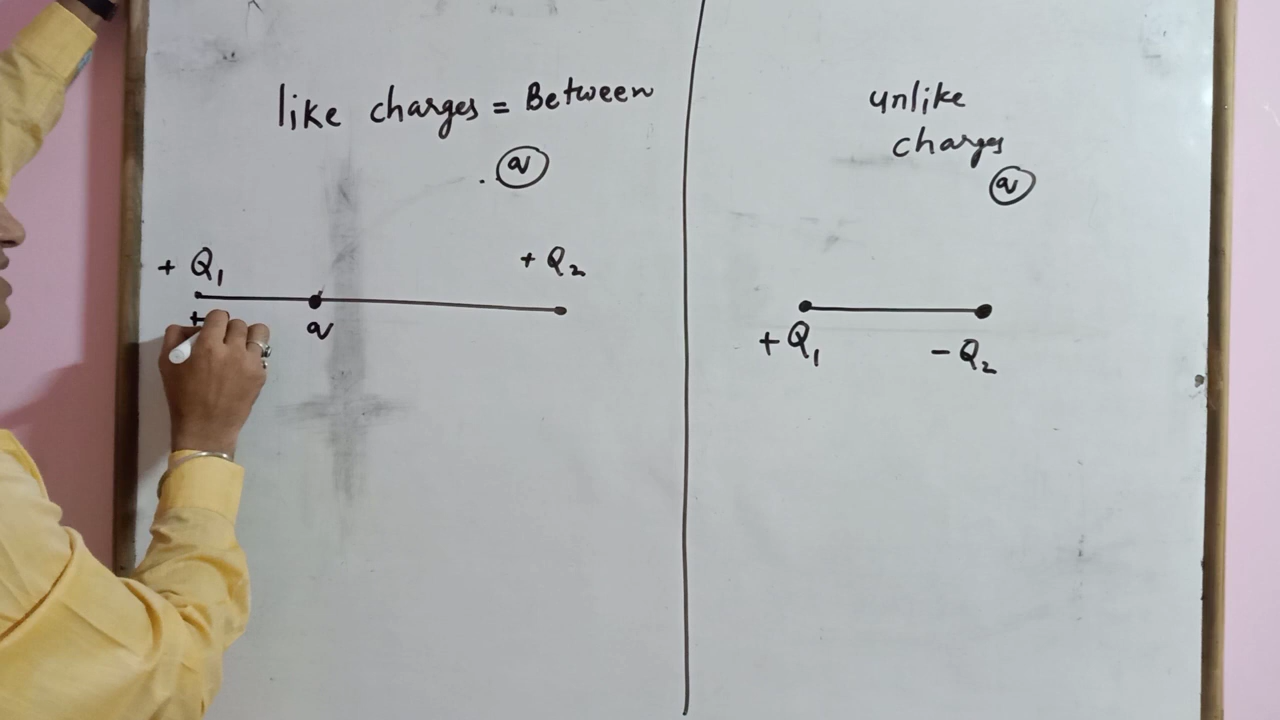 like charges = Between
q
+ Q₁
+ Q₂
+
q
unlike
charges
q
+ Q₁
- Q₂